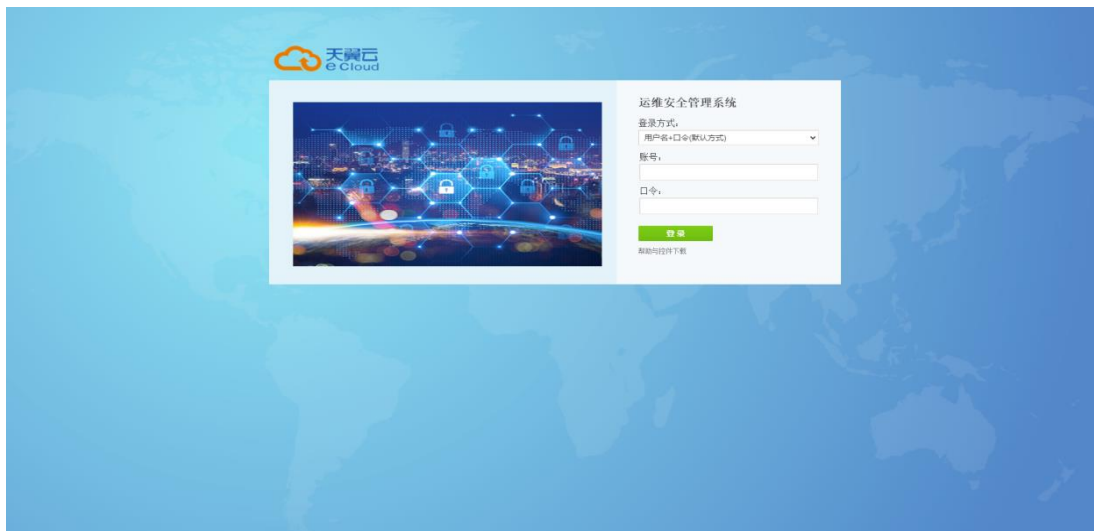 天翼云
e Cloud
运维安全管理系统
登录方式：
用户名+口令(默认方式)
账号：
口令：
登录
帮助与控件下载